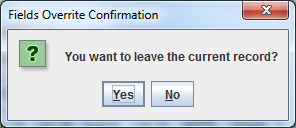 Fields Overrite Confirmation
?
You want to leave the current record?
Yes No